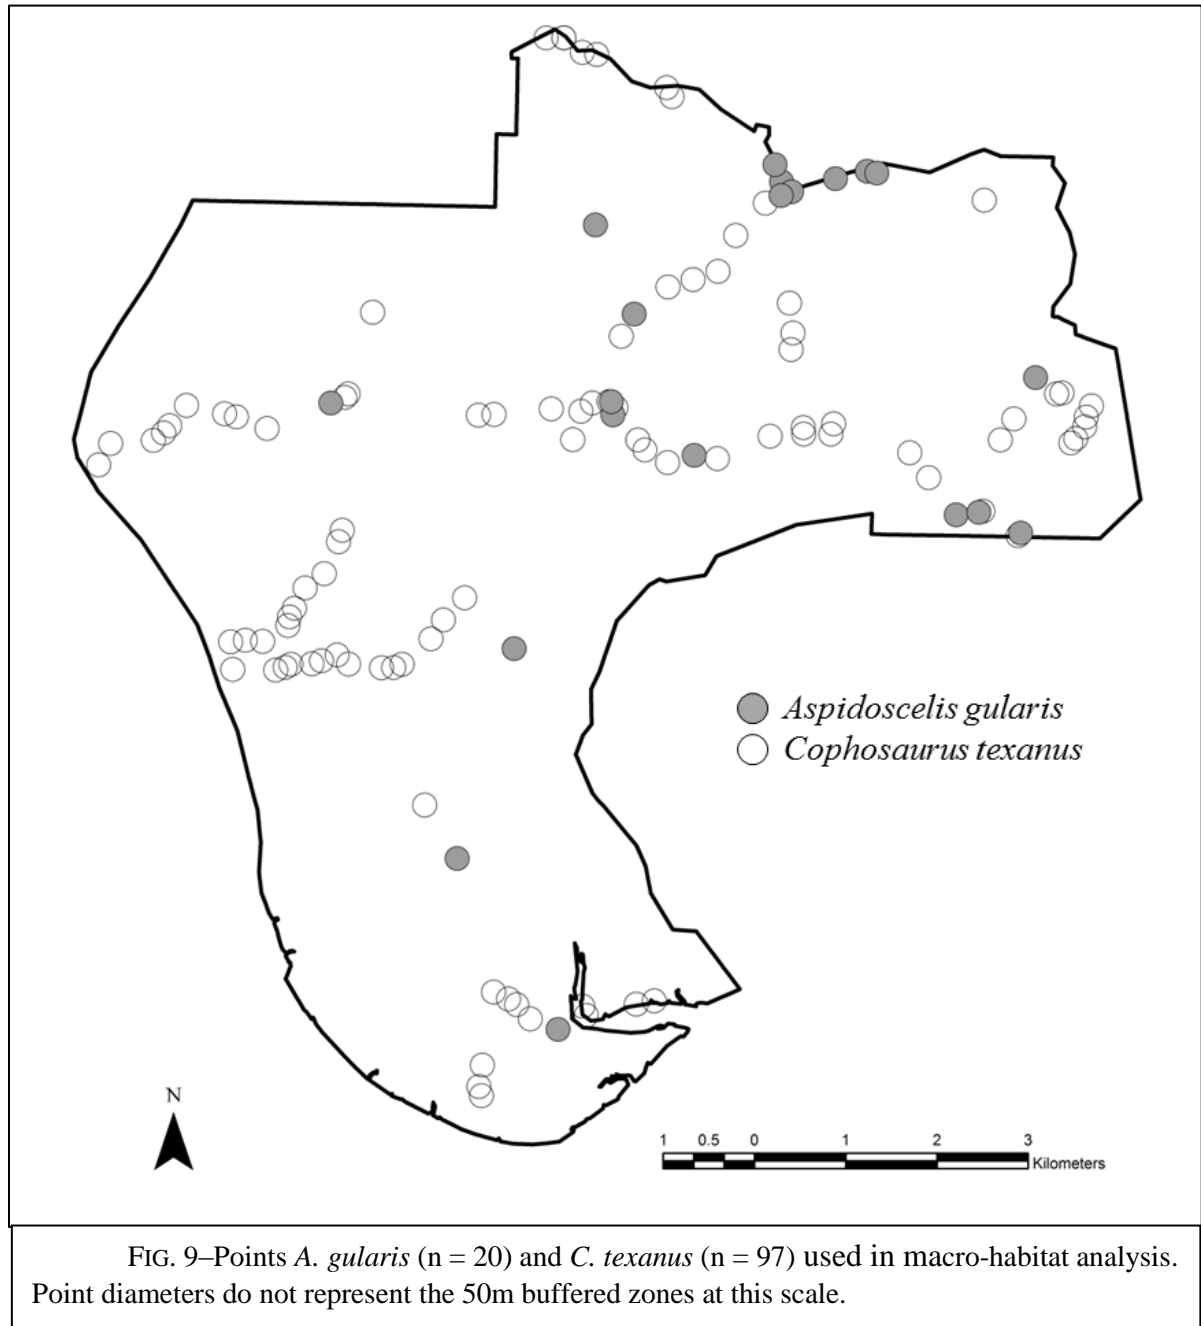 Aspidoscelis gularis
Cophosaurus texanus
N
1 0.5 0 1 2 3
Kilometers
FIG. 9–Points A. gularis (n = 20) and C. texanus (n = 97) used in macro-habitat analysis.
Point diameters do not represent the 50m buffered zones at this scale.